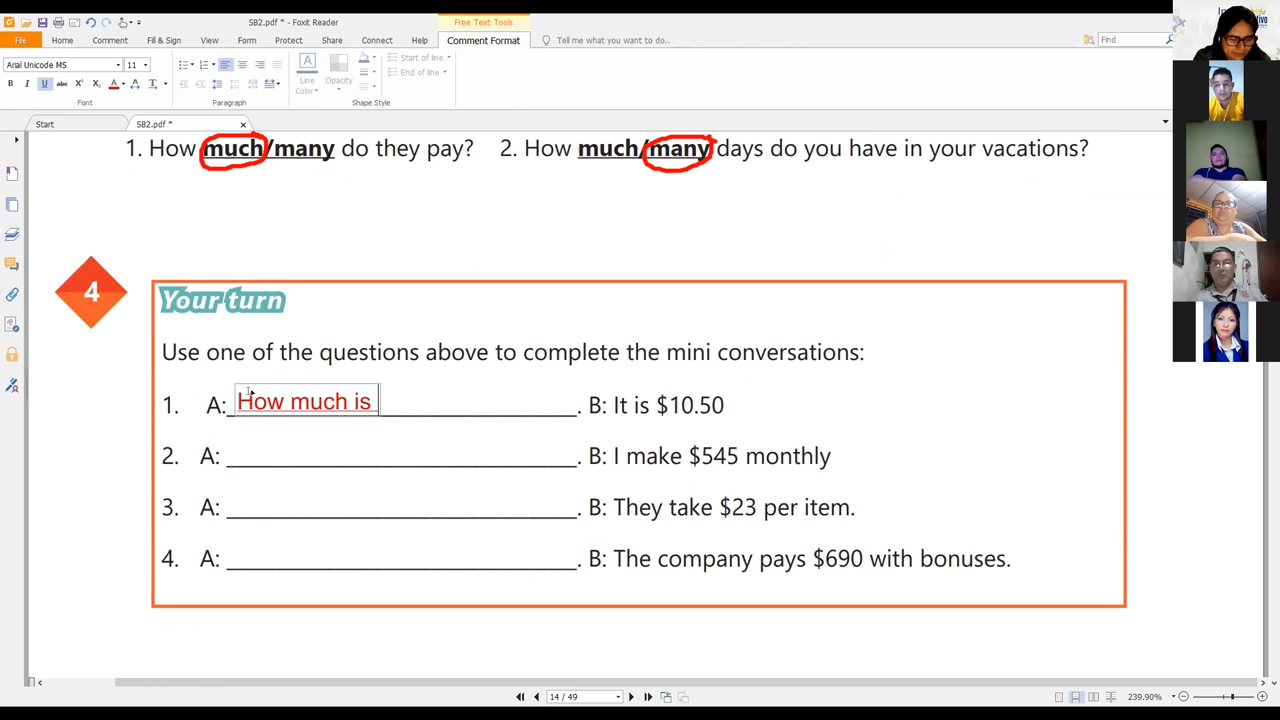 SB2.pdf * - Foxit Reader
Free Text Tools
File Home Comment Fill & Sign View Form Protect Share Connect Help Comment Format Tell me what you want to do.. Find
Arial Unicode MS 11
Line Color
Opacity
Start of line
End of line
Font Paragraph Shape Style
Start SB2.pdf *
1. How much/many do they pay? 2. How much/many days do you have in your vacations?
4
Your turn
Use one of the questions above to complete the mini conversations:
1. A: How much is . B: It is $10.50
2. A: ______________________________. B: I make $545 monthly
3. A: ______________________________. B: They take $23 per item.
4. A: ______________________________. B: The company pays $690 with bonuses.
14 / 49
239.90%